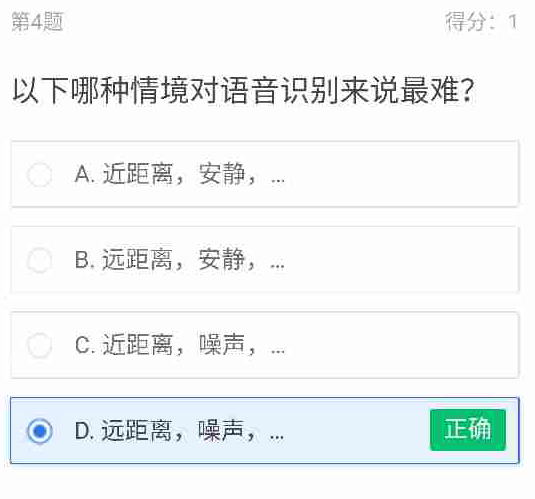 第4题
得分：1
以下哪种情境对语音识别来说最难?
A. 近距离，安静，...
B. 远距离，安静，...
C. 近距离，噪声，...
D. 远距离，噪声，...
正确